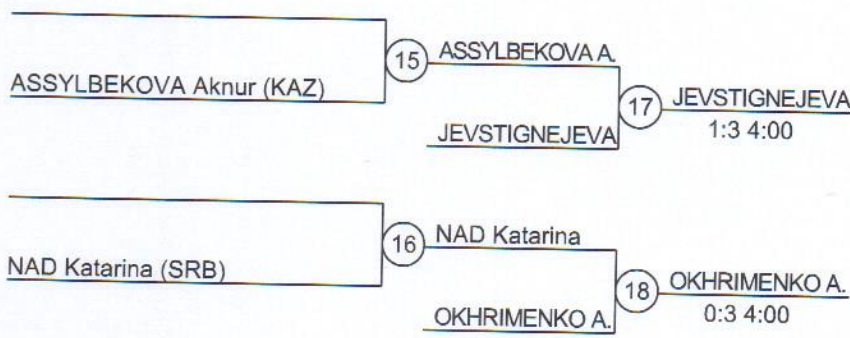 ASSYLBEKOVA Aknur (KAZ)
15
ASSYLBEKOVA A.
JEVSTIGNEJEVA
17
JEVSTIGNEJEVA
1:3 4:00
NAD Katarina (SRB)
16
NAD Katarina
OKHRIMENKO A.
18
OKHRIMENKO A.
0:3 4:00